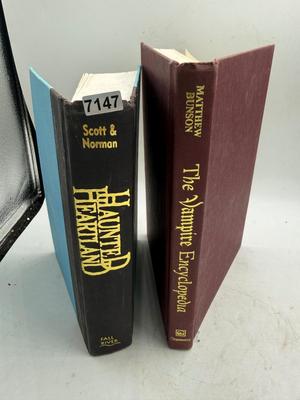 7147
Scott &
Norman
HAUNTED
HEARTLAND
FALL
RIVER
MATTHEW
BUNSON
The Vampire Encyclopedia